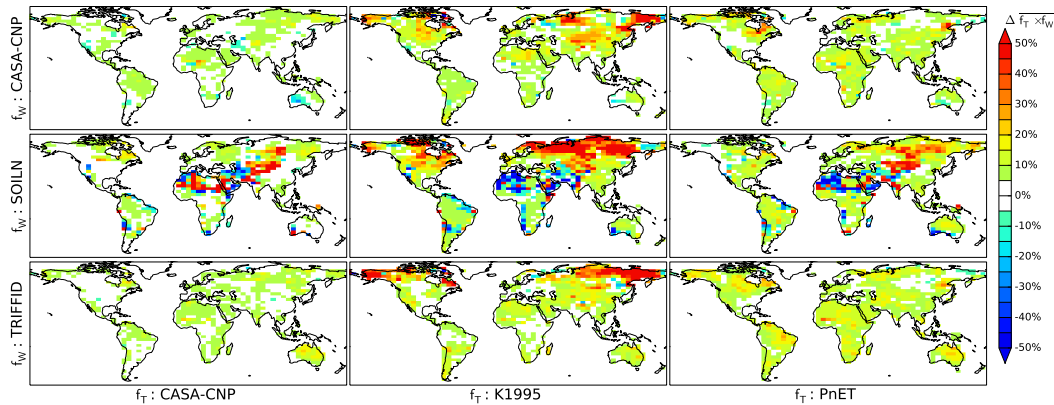 Δ f_T ×f_W
f_W : CASA-CNP
f_W : SOILN
f_W : TRIFFID
f_T : CASA-CNP
f_T : K1995
f_T : PnET
50%
40%
30%
20%
10%
0%
-10%
-20%
-30%
-40%
-50%